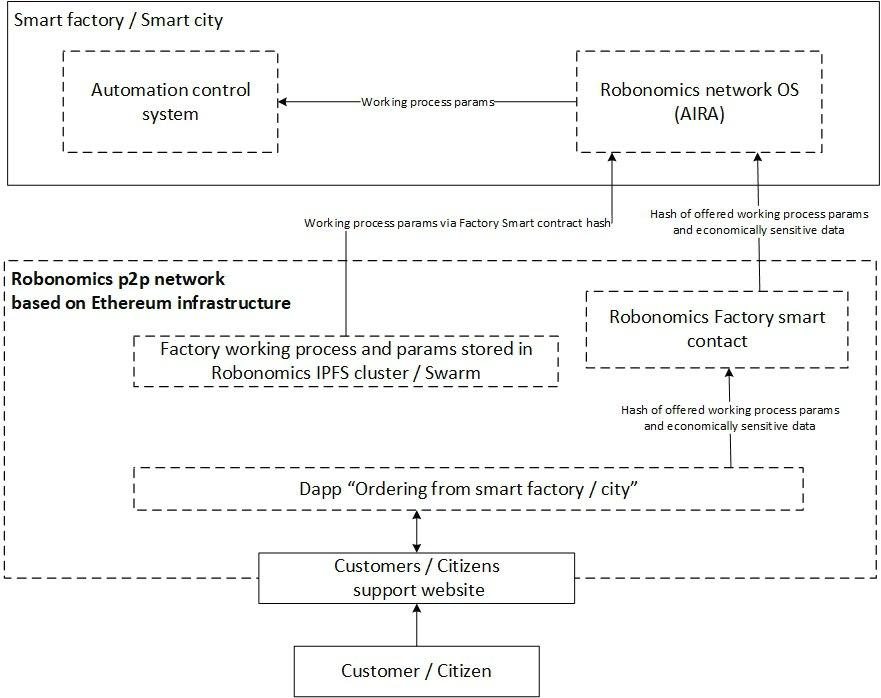 Smart factory / Smart city
Automation control
system
Working process params
Robonomics network OS
(AIRA)
Working process params via Factory Smart contract hash
Hash of offered working process params
and economically sensitive data
Robonomics p2p network
based on Ethereum infrastructure
Robonomics Factory smart
contact
Factory working process and params stored in
Robonomics IPFS cluster / Swarm
Hash of offered working process params
and economically sensitive data
Dapp “Ordering from smart factory / city”
Customers / Citizens
support website
Customer / Citizen